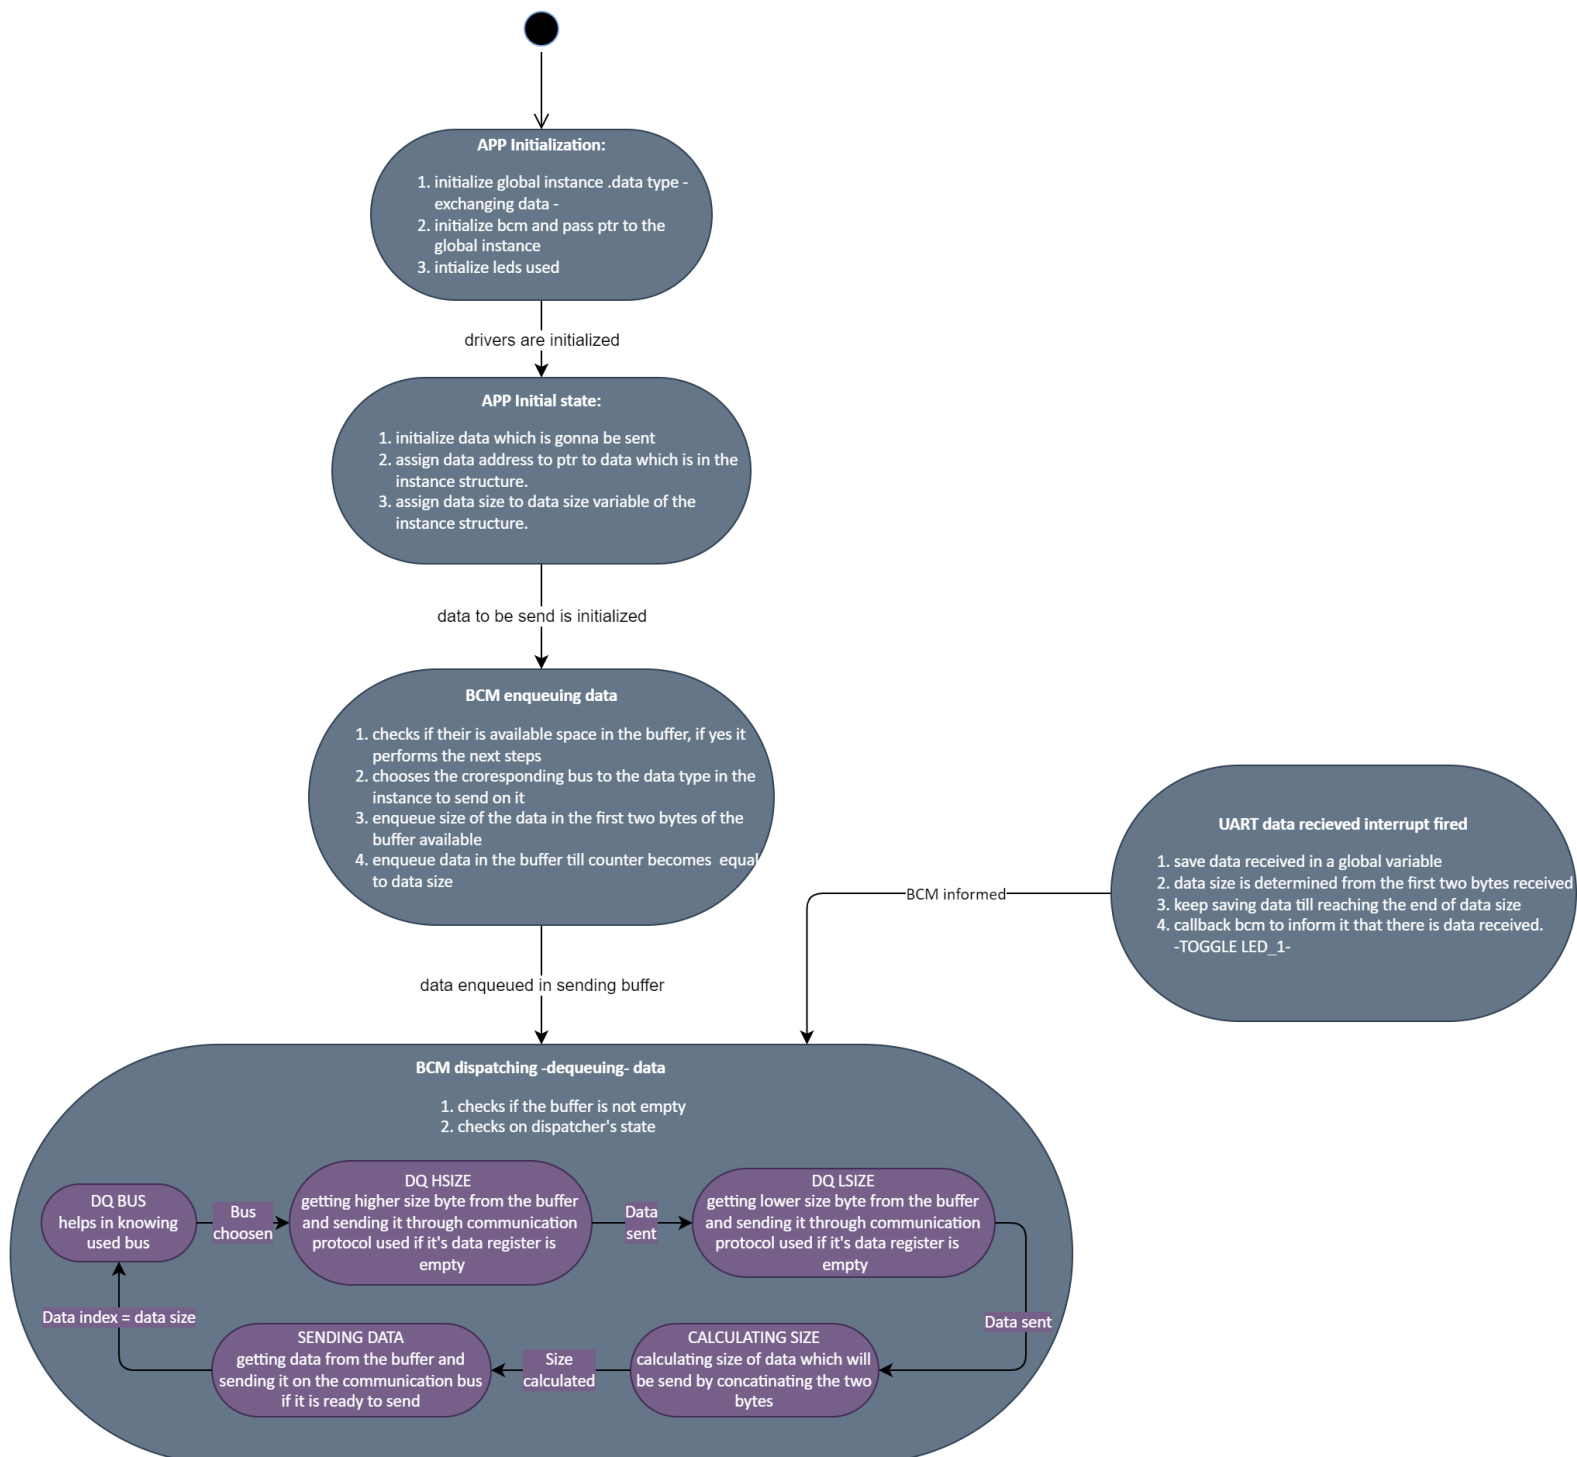 APP Initialization:
1. initialize global instance .data type -
exchanging data -
2. initialize bcm and pass ptr to the
global instance
3. intialize leds used
drivers are initialized
APP Initial state:
1. initialize data which is gonna be sent
2. assign data address to ptr to data which is in the
instance structure.
3. assign data size to data size variable of the
instance structure.
data to be send is initialized
BCM enqueuing data
1. checks if their is available space in the buffer, if yes it
performs the next steps
2. chooses the croresponding bus to the data type in the
instance to send on it
3. enqueue size of the data in the first two bytes of the
buffer available
4. enqueue data in the buffer till counter becomes equal
to data size
UART data recieved interrupt fired
1. save data received in a global variable
2. data size is determined from the first two bytes received
3. keep saving data till reaching the end of data size
4. callback bcm to inform it that there is data received.
-TOGGLE LED_1-
BCM informed
data enqueued in sending buffer
BCM dispatching -dequeuing- data
1. checks if the buffer is not empty
2. checks on dispatcher's state
DQ BUS
helps in knowing
used bus
Bus
choosen
DQ HSIZE
getting higher size byte from the buffer
and sending it through communication
protocol used if it's data register is
empty
Data
sent
DQ LSIZE
getting lower size byte from the buffer
and sending it through communication
protocol used if it's data register is
empty
Data sent
CALCULATING SIZE
calculating size of data which will
be send by concatinating the two
bytes
Size
calculated
SENDING DATA
getting data from the buffer and
sending it on the communication bus
if it is ready to send
Data index = data size